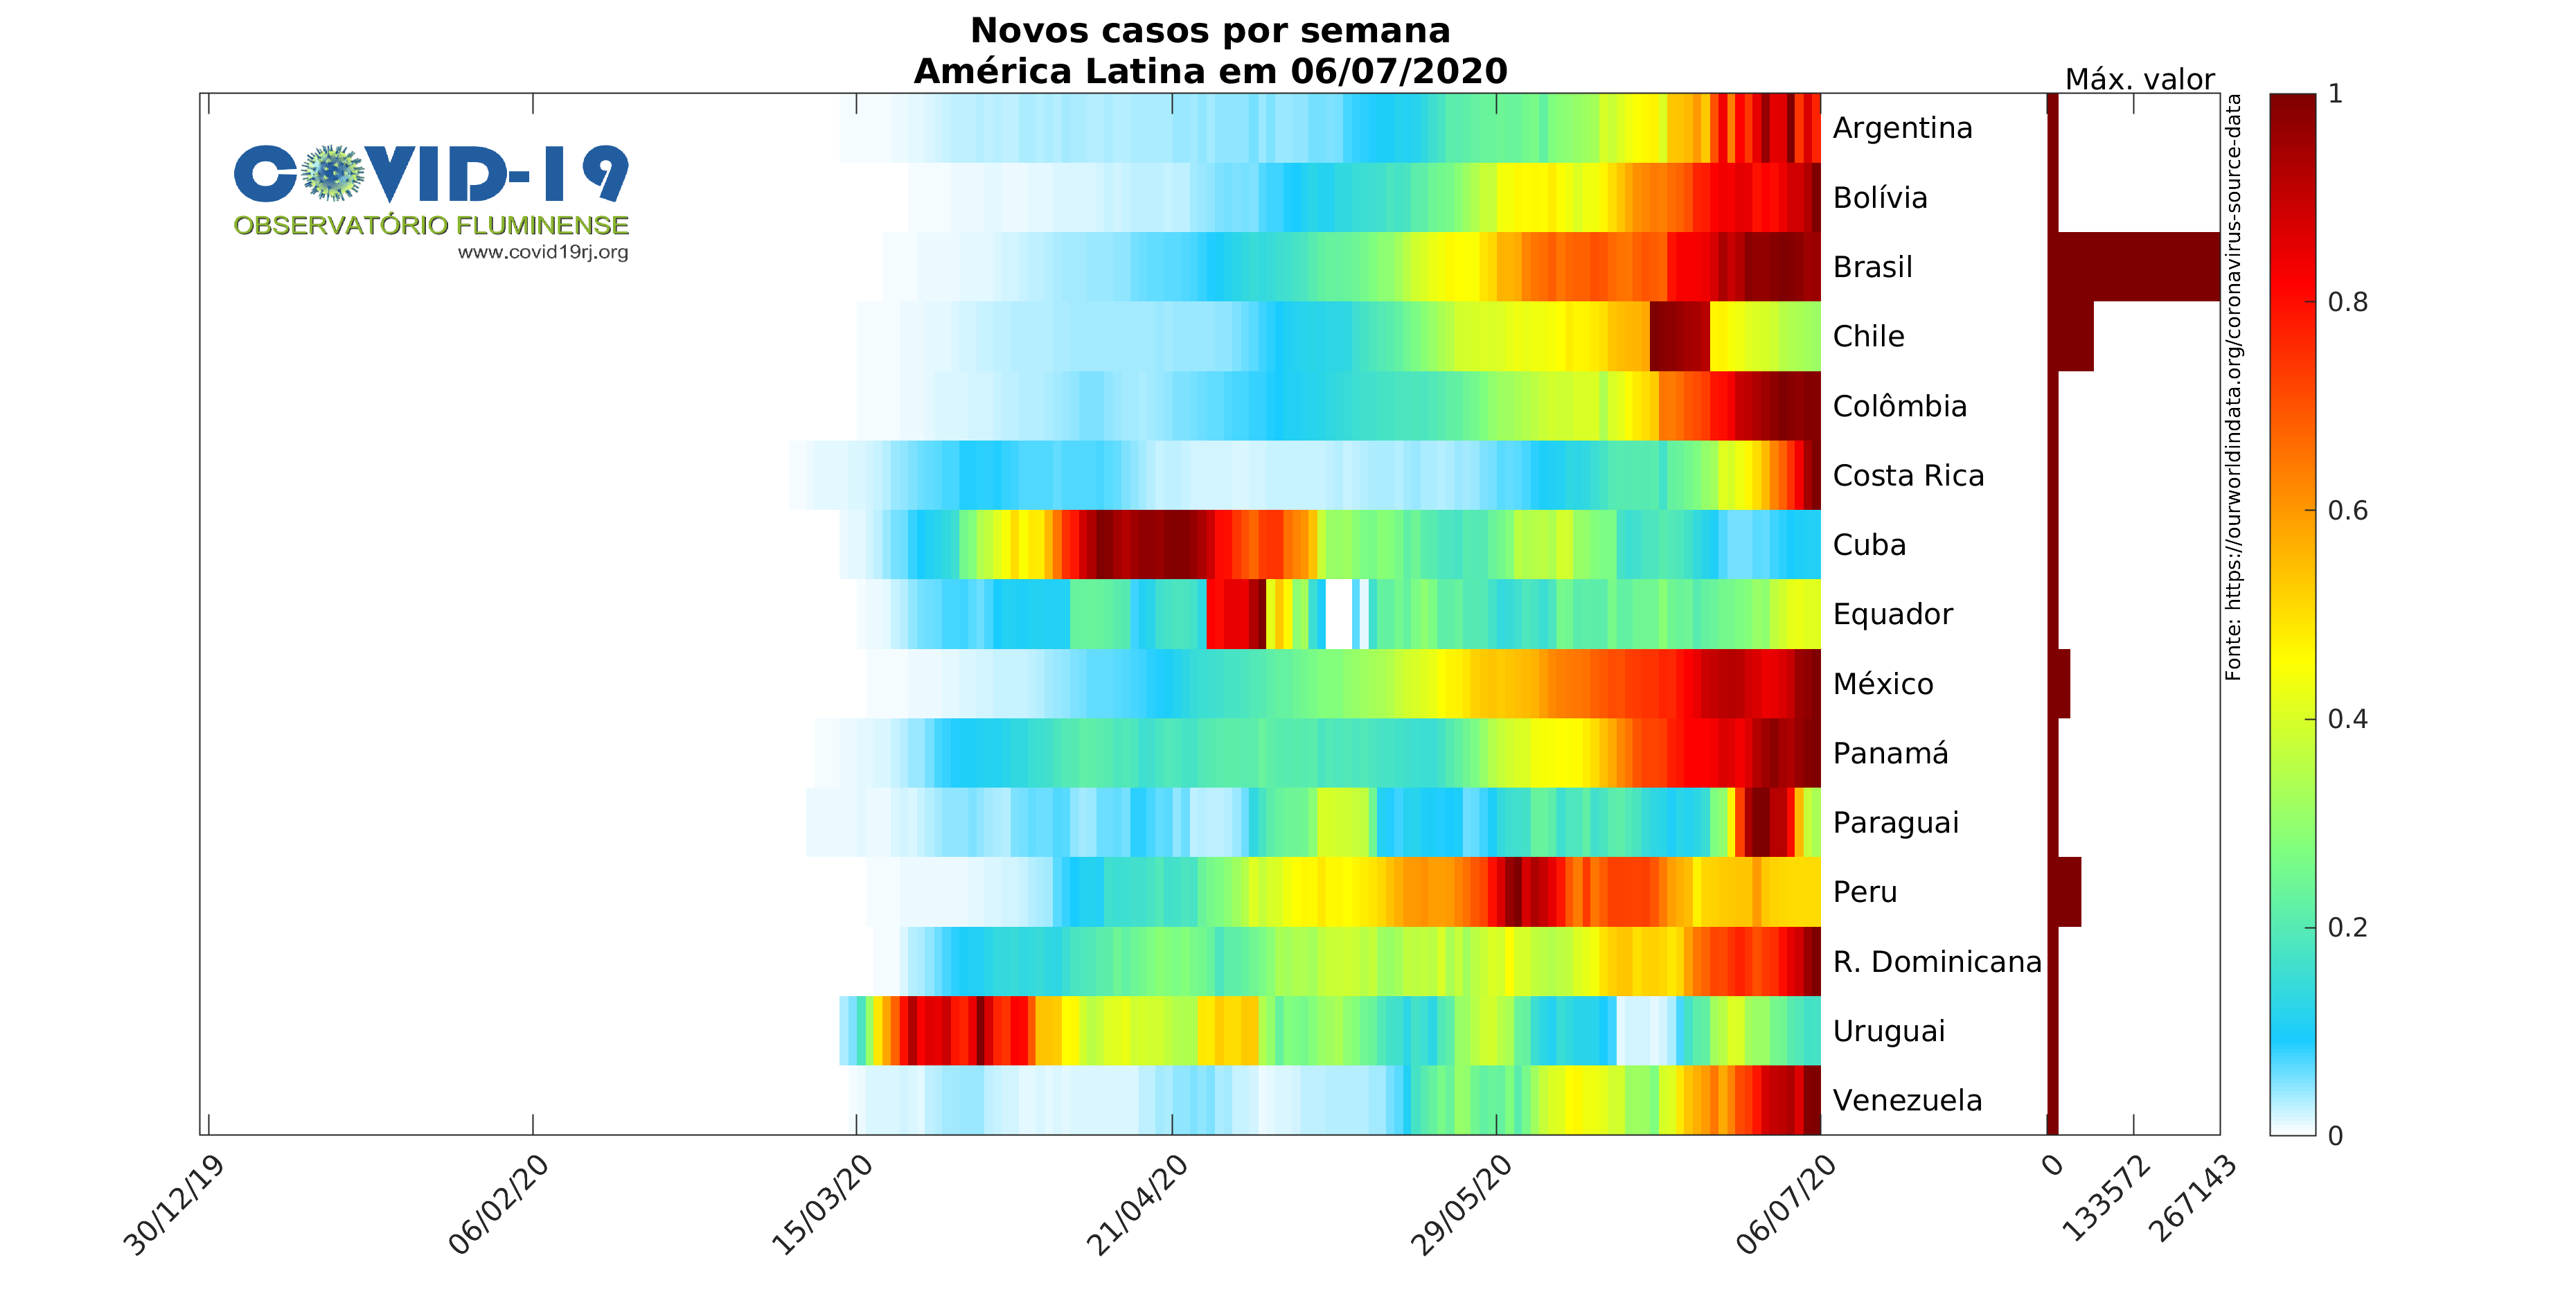 Novos casos por semana
América Latina em 06/07/2020
Máx. valor
COVID-19
OBSERVATÓRIO FLUMINENSE
www.covid19rj.org
Argentina
Bolívia
Brasil
Chile
Colômbia
Costa Rica
Cuba
Equador
México
Panamá
Paraguai
Peru
R. Dominicana
Uruguai
Venezuela
30/12/19
06/02/20
15/03/20
21/04/20
29/05/20
06/07/20
0
133572
267143
Fonte: https://ourworldindata.org/coronavirus-source-data
1
0.8
0.6
0.4
0.2
0